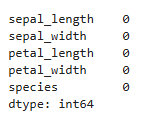 sepal_length    0
sepal_width     0
petal_length    0
petal_width     0
species         0
dtype: int64